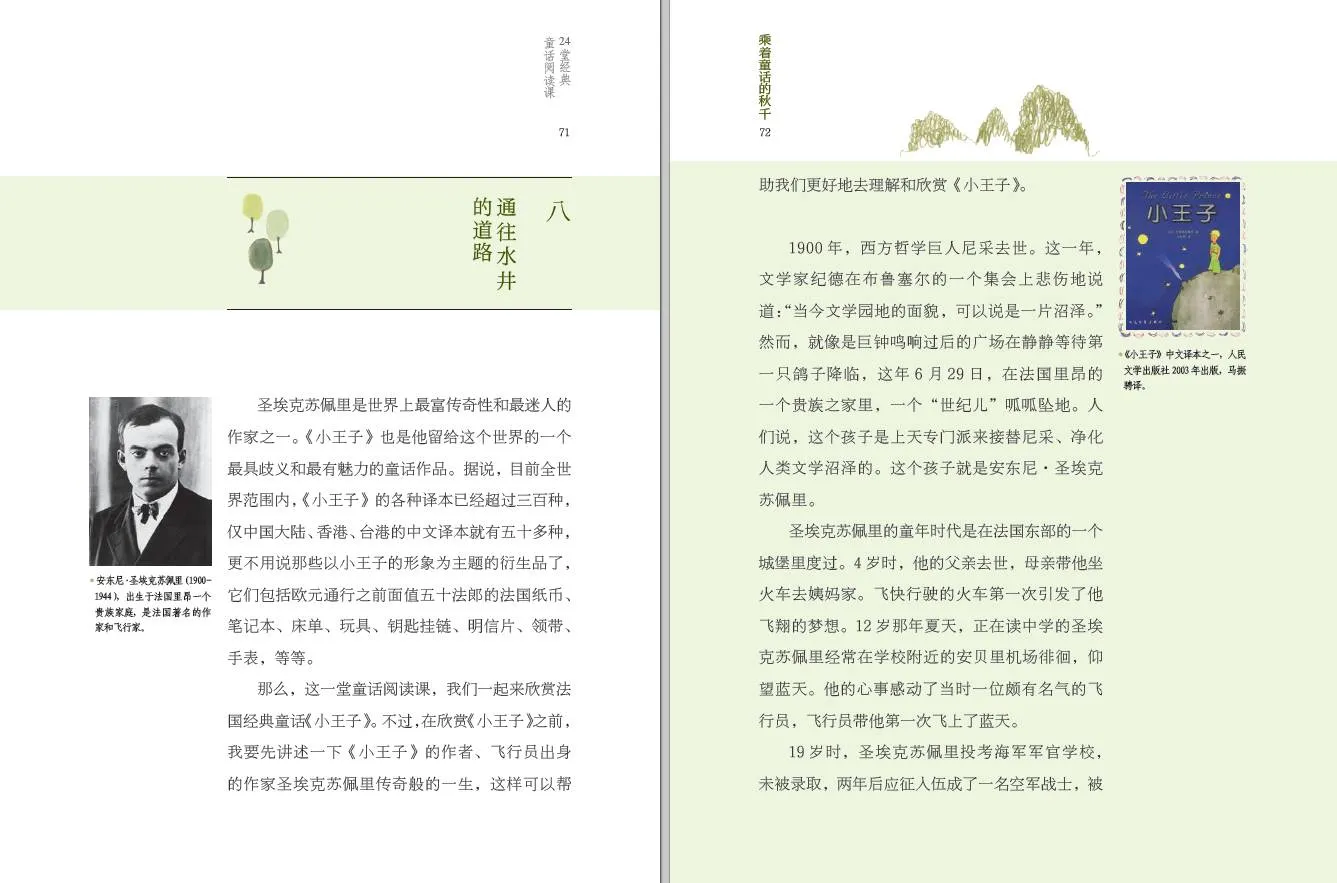 24堂经典
童话阅读课
71
八
通往水井
的道路
圣埃克苏佩里是世界上最富传奇性和最迷人的
作家之一。《小王子》也是他留给这个世界的一个
最具歧义和最有魅力的童话作品。据说，目前全世
界范围内，《小王子》的各种译本已经超过三百种，
仅中国大陆、香港、台港的中文译本就有五十多种，
更不用说那些以小王子的形象为主题的衍生品了，
它们包括欧元通行之前面值五十法郎的法国纸币、
笔记本、床单、玩具、钥匙挂链、明信片、领带、
手表，等等。
那么，这一堂童话阅读课，我们一起来欣赏法
国经典童话《小王子》。不过，在欣赏《小王子》之前，
我要先讲述一下《小王子》的作者、飞行员出身
的作家圣埃克苏佩里传奇般的一生，这样可以帮
安东尼·圣埃克苏佩里（1900-
1944），出生于法国里昂一个
贵族家庭，是法国著名的作
家和飞行家。
乘着童话的秋千
72
助我们更好地去理解和欣赏《小王子》。
1900 年，西方哲学巨人尼采去世。这一年，
文学家纪德在布鲁塞尔的一个集会上悲伤地说
道：“当今文学园地的面貌，可以说是一片沼泽。”
然而，就像是巨钟鸣响过后的广场在静静等待第
一只鸽子降临，这年 6 月 29 日，在法国里昂的
一个贵族之家里，一个“世纪儿”呱呱坠地。人
们说，这个孩子是上天专门派来接替尼采、净化
人类文学沼泽的。这个孩子就是安东尼·圣埃克
苏佩里。
圣埃克苏佩里的童年时代是在法国东部的一个
城堡里度过。4 岁时，他的父亲去世，母亲带他坐
火车去姨妈家。飞快行驶的火车第一次引发了他
飞翔的梦想。12 岁那年夏天，正在读中学的圣埃
克苏佩里经常在学校附近的安贝里机场徘徊，仰
望蓝天。他的心事感动了当时一位颇有名气的飞
行员，飞行员带他第一次飞上了蓝天。
19 岁时，圣埃克苏佩里投考海军军官学校，
未被录取，两年后应征入伍成了一名空军战士，被
The Little Prince
小王子
《小王子》中文译本之一，人民
文学出版社 2003 年出版，马振
骋译。